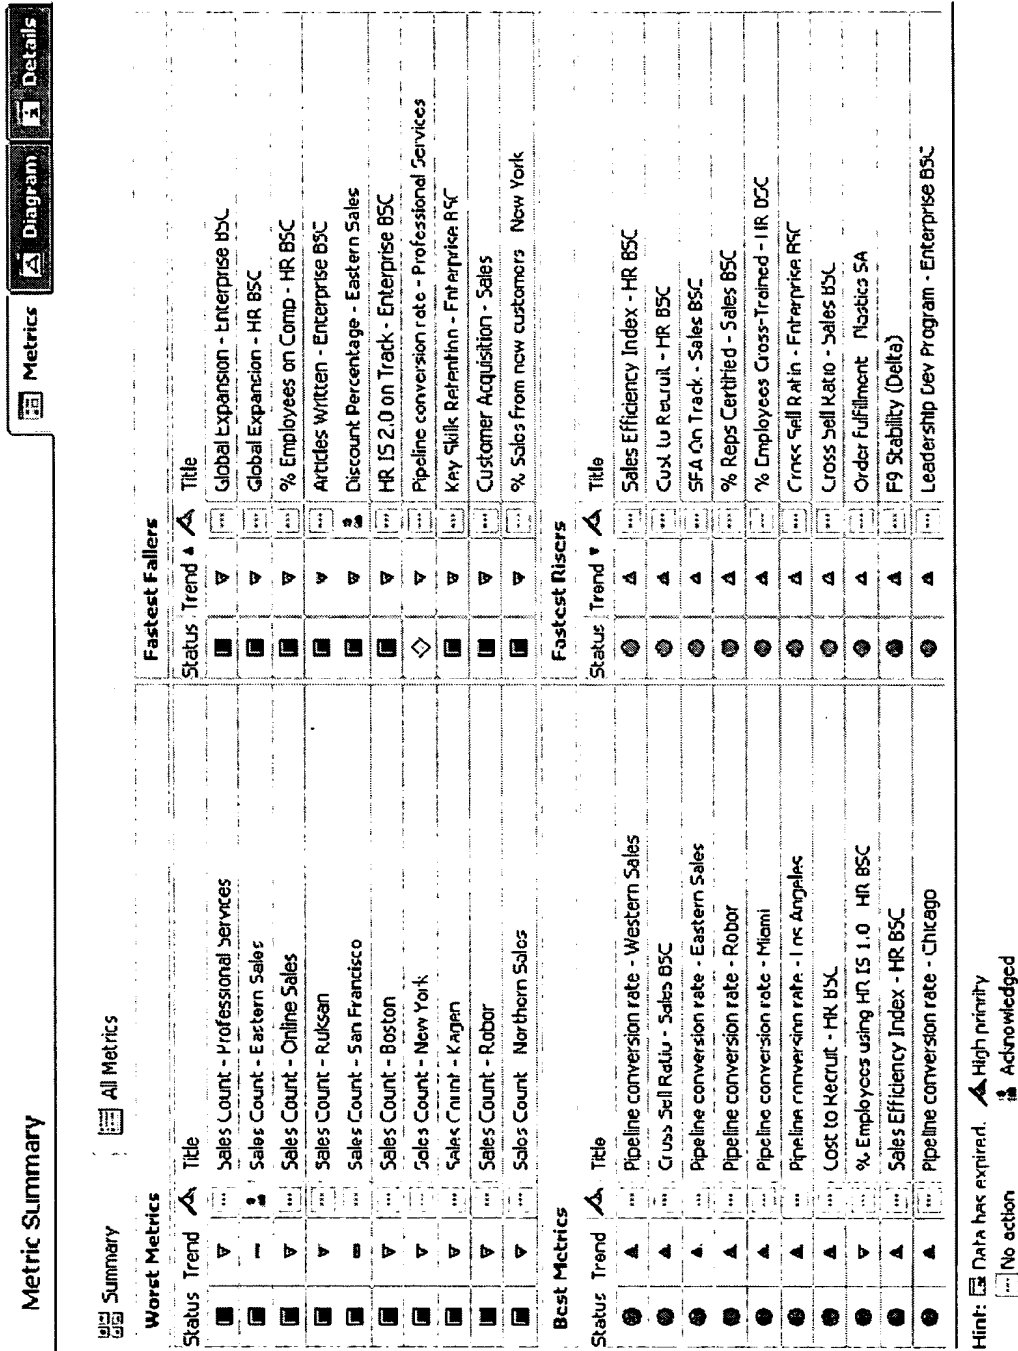 Metric Summary
Metrics
Diagram
Details
Summary
All Metrics
Worst Metrics
Status Trend Title
Sales Count - Professional Services
Sales Count - Eastern Sales
Sales Count - Online Sales
Sales Count - Ruksan
Sales Count - San Francisco
Sales Count - Boston
Sales Count - New York
Sales Count - Kagen
Sales Count - Robor
Sales Count - Northern Sales
Fastest Fallers
Status Trend Title
Global Expansion - Enterprise BSC
Global Expansion - HR BSC
% Employees on Comp - HR BSC
Articles Written - Enterprise BSC
Discount Percentage - Eastern Sales
HR IS 2.0 on Track - Enterprise BSC
Pipeline conversion rate - Professional Services
Key Skills Retention - Enterprise BSC
Customer Acquisition - Sales
% Sales from new customers - New York
Best Metrics
Status Trend Title
Pipeline conversion rate - Western Sales
Cross Sell Ratio - Sales BSC
Pipeline conversion rate - Eastern Sales
Pipeline conversion rate - Robor
Pipeline conversion rate - Miami
Pipeline conversion rate - Los Angeles
Cost to Recruit - HR BSC
% Employees using HR IS 1.0 HR BSC
Sales Efficiency Index - HR BSC
Pipeline conversion rate - Chicago
Fastest Risers
Status Trend Title
Sales Efficiency Index - HR BSC
Cost to Recruit - HR BSC
SFA On Track - Sales BSC
% Reps Certified - Sales BSC
% Employees Cross-Trained - HR BSC
Cross Sell Ratio - Enterprise BSC
Cross Sell Ratio - Sales BSC
Order Fulfillment Plastics SA
F9 Stability (Delta)
Leadership Dev Program - Enterprise BSC
Hint: Data has expired. High priority
No action Acknowledged